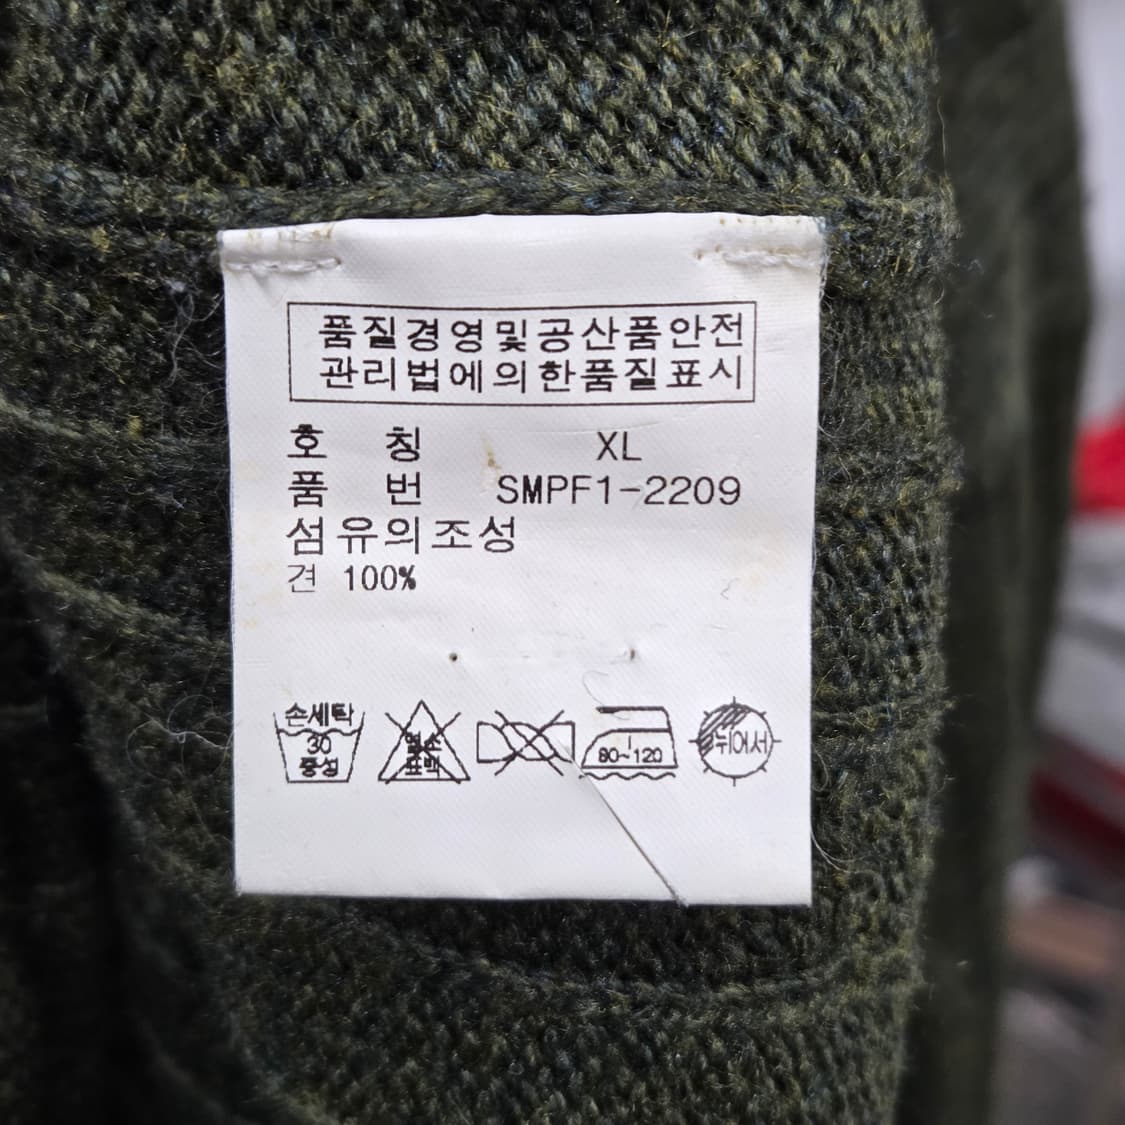 품질경영및공산품안전
관리법에의한품질표시
호 칭 XL
품 번 SMPF1-2209
섬유의조성
견 100%
손세탁
30
중성
염소
표백
80~120
뉘어서